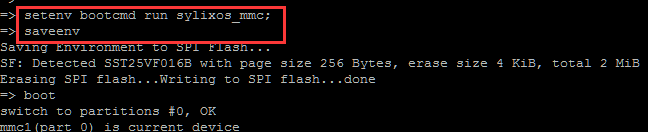 => setenv bootcmd run sylixos_mmc;
=> saveenv
Saving Environment to SPI Flash...
SF: Detected SST25VF016B with page size 256 Bytes, erase size 4 KiB, total 2 MiB
Erasing SPI flash...Writing to SPI flash...done
=> boot
switch to partitions #0, OK
mmc1(part 0) is current device